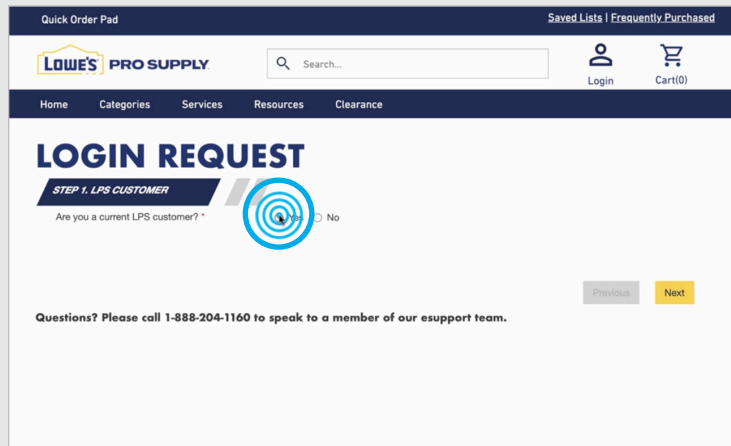 Quick Order Pad
Saved Lists | Frequently Purchased
LOWE'S PRO SUPPLY
Search...
Login
Cart(0)
Home Categories Services Resources Clearance
LOGIN REQUEST
STEP 1. LPS CUSTOMER
Are you a current LPS customer? * Yes No
Previous Next
Questions? Please call 1-888-204-1160 to speak to a member of our esupport team.